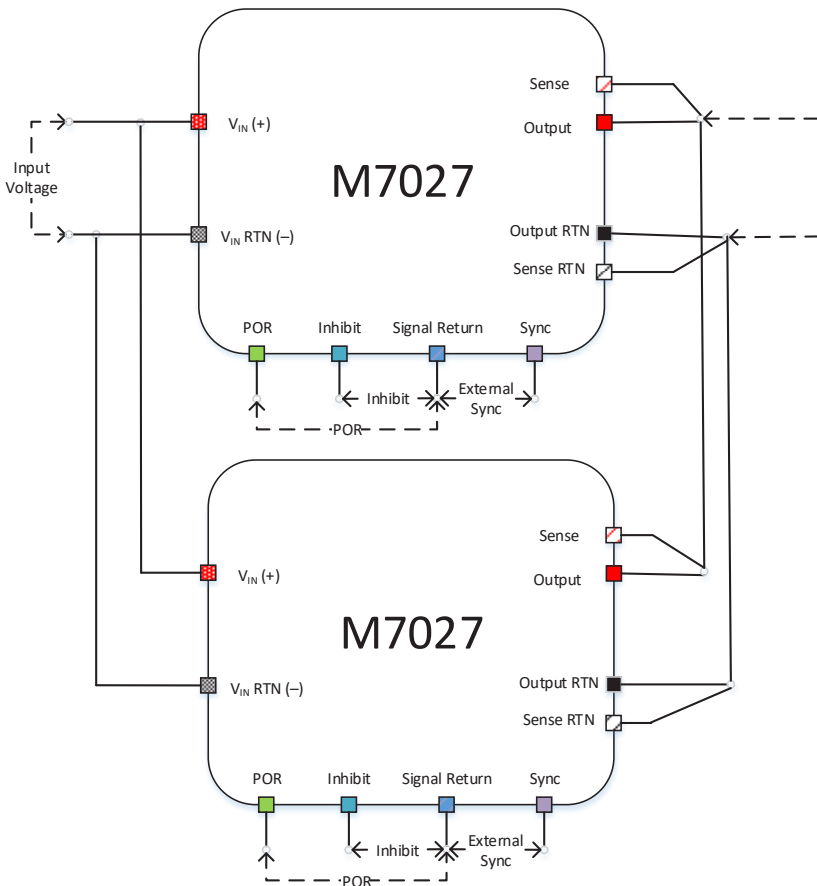 Sense
Output
V_IN (+)
Input
Voltage
M7027
V_IN RTN (–)
Output RTN
Sense RTN
POR
Inhibit
Signal Return
Sync
Inhibit
External
Sync
POR
Sense
Output
V_IN (+)
M7027
V_IN RTN (–)
Output RTN
Sense RTN
POR
Inhibit
Signal Return
Sync
Inhibit
External
Sync
POR